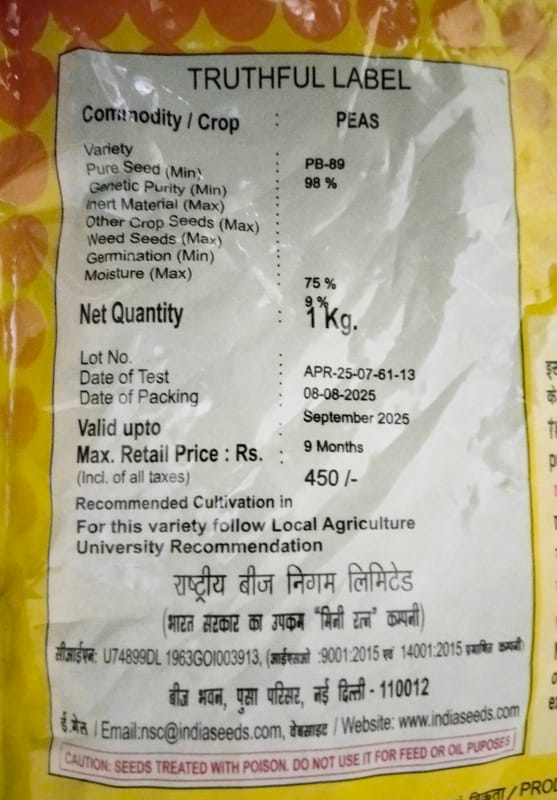 TRUTHFUL LABEL
Commodity / Crop : PEAS
Variety : PB-89
Pure Seed (Min) : 98 %
Genetic Purity (Min) :
Inert Material (Max) :
Other Crop Seeds (Max) :
Weed Seeds (Max) :
Germination (Min) : 75 %
Moisture (Max) : 9 %
Net Quantity : 1 Kg.
Lot No. : APR-25-07-61-13
Date of Test : 08-08-2025
Date of Packing : September 2025
Valid upto : 9 Months
Max. Retail Price : Rs. : 450 /-
(Incl. of all taxes)
Recommended Cultivation in
For this variety follow Local Agriculture
University Recommendation
राष्ट्रीय बीज निगम लिमिटेड
(भारत सरकार का उपक्रम "मिनी रत्न" कम्पनी)
सीआईएन: U74899DL 1963GOI003913, (आईएसओ :9001:2015 एवं 14001:2015 प्रमाणित कम्पनी)
बीज भवन, पुसा परिसर, नई दिल्ली - 110012
ई.मेल / Email:nsc@indiaseeds.com, वेबसाइट / Website: www.indiaseeds.com
CAUTION: SEEDS TREATED WITH POISON. DO NOT USE IT FOR FEED OR OIL PUPOSES